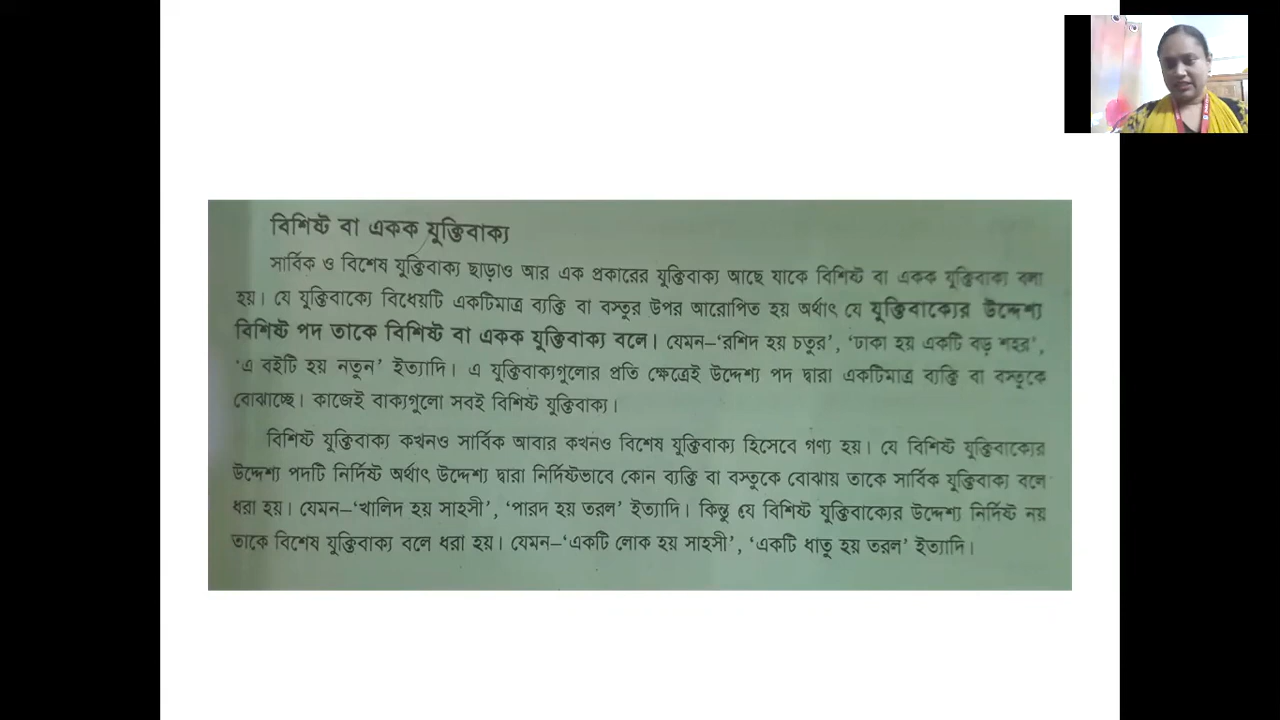 বিশিষ্ট বা একক যুক্তিবাক্য
সার্বিক ও বিশেষ যুক্তিবাক্য ছাড়াও আর এক প্রকারের যুক্তিবাক্য আছে যাকে বিশিষ্ট বা একক যুক্তিবাক্য বলা
হয়। যে যুক্তিবাক্যে বিধেয়টি একটিমাত্র ব্যক্তি বা বস্তুর উপর আরোপিত হয় অর্থাৎ যে যুক্তিবাক্যের উদ্দেশ্য
বিশিষ্ট পদ তাকে বিশিষ্ট বা একক যুক্তিবাক্য বলে। যেমন–‘রশিদ হয় চতুর’, ‘ঢাকা হয় একটি বড় শহর’,
‘এ বইটি হয় নতুন’ ইত্যাদি। এ যুক্তিবাক্যগুলোর প্রতি ক্ষেত্রেই উদ্দেশ্য পদ দ্বারা একটিমাত্র ব্যক্তি বা বস্তুকে
বোঝাচ্ছে। কাজেই বাক্যগুলো সবই বিশিষ্ট যুক্তিবাক্য।
বিশিষ্ট যুক্তিবাক্য কখনও সার্বিক আবার কখনও বিশেষ যুক্তিবাক্য হিসেবে গণ্য হয়। যে বিশিষ্ট যুক্তিবাক্যের
উদ্দেশ্য পদটি নির্দিষ্ট অর্থাৎ উদ্দেশ্য দ্বারা নির্দিষ্টভাবে কোন ব্যক্তি বা বস্তুকে বোঝায় তাকে সার্বিক যুক্তিবাক্য বলে
ধরা হয়। যেমন–‘খালিদ হয় সাহসী’, ‘পারদ হয় তরল’ ইত্যাদি। কিন্তু যে বিশিষ্ট যুক্তিবাক্যের উদ্দেশ্য নির্দিষ্ট নয়
তাকে বিশেষ যুক্তিবাক্য বলে ধরা হয়। যেমন–‘একটি লোক হয় সাহসী’, ‘একটি ধাতু হয় তরল’ ইত্যাদি।